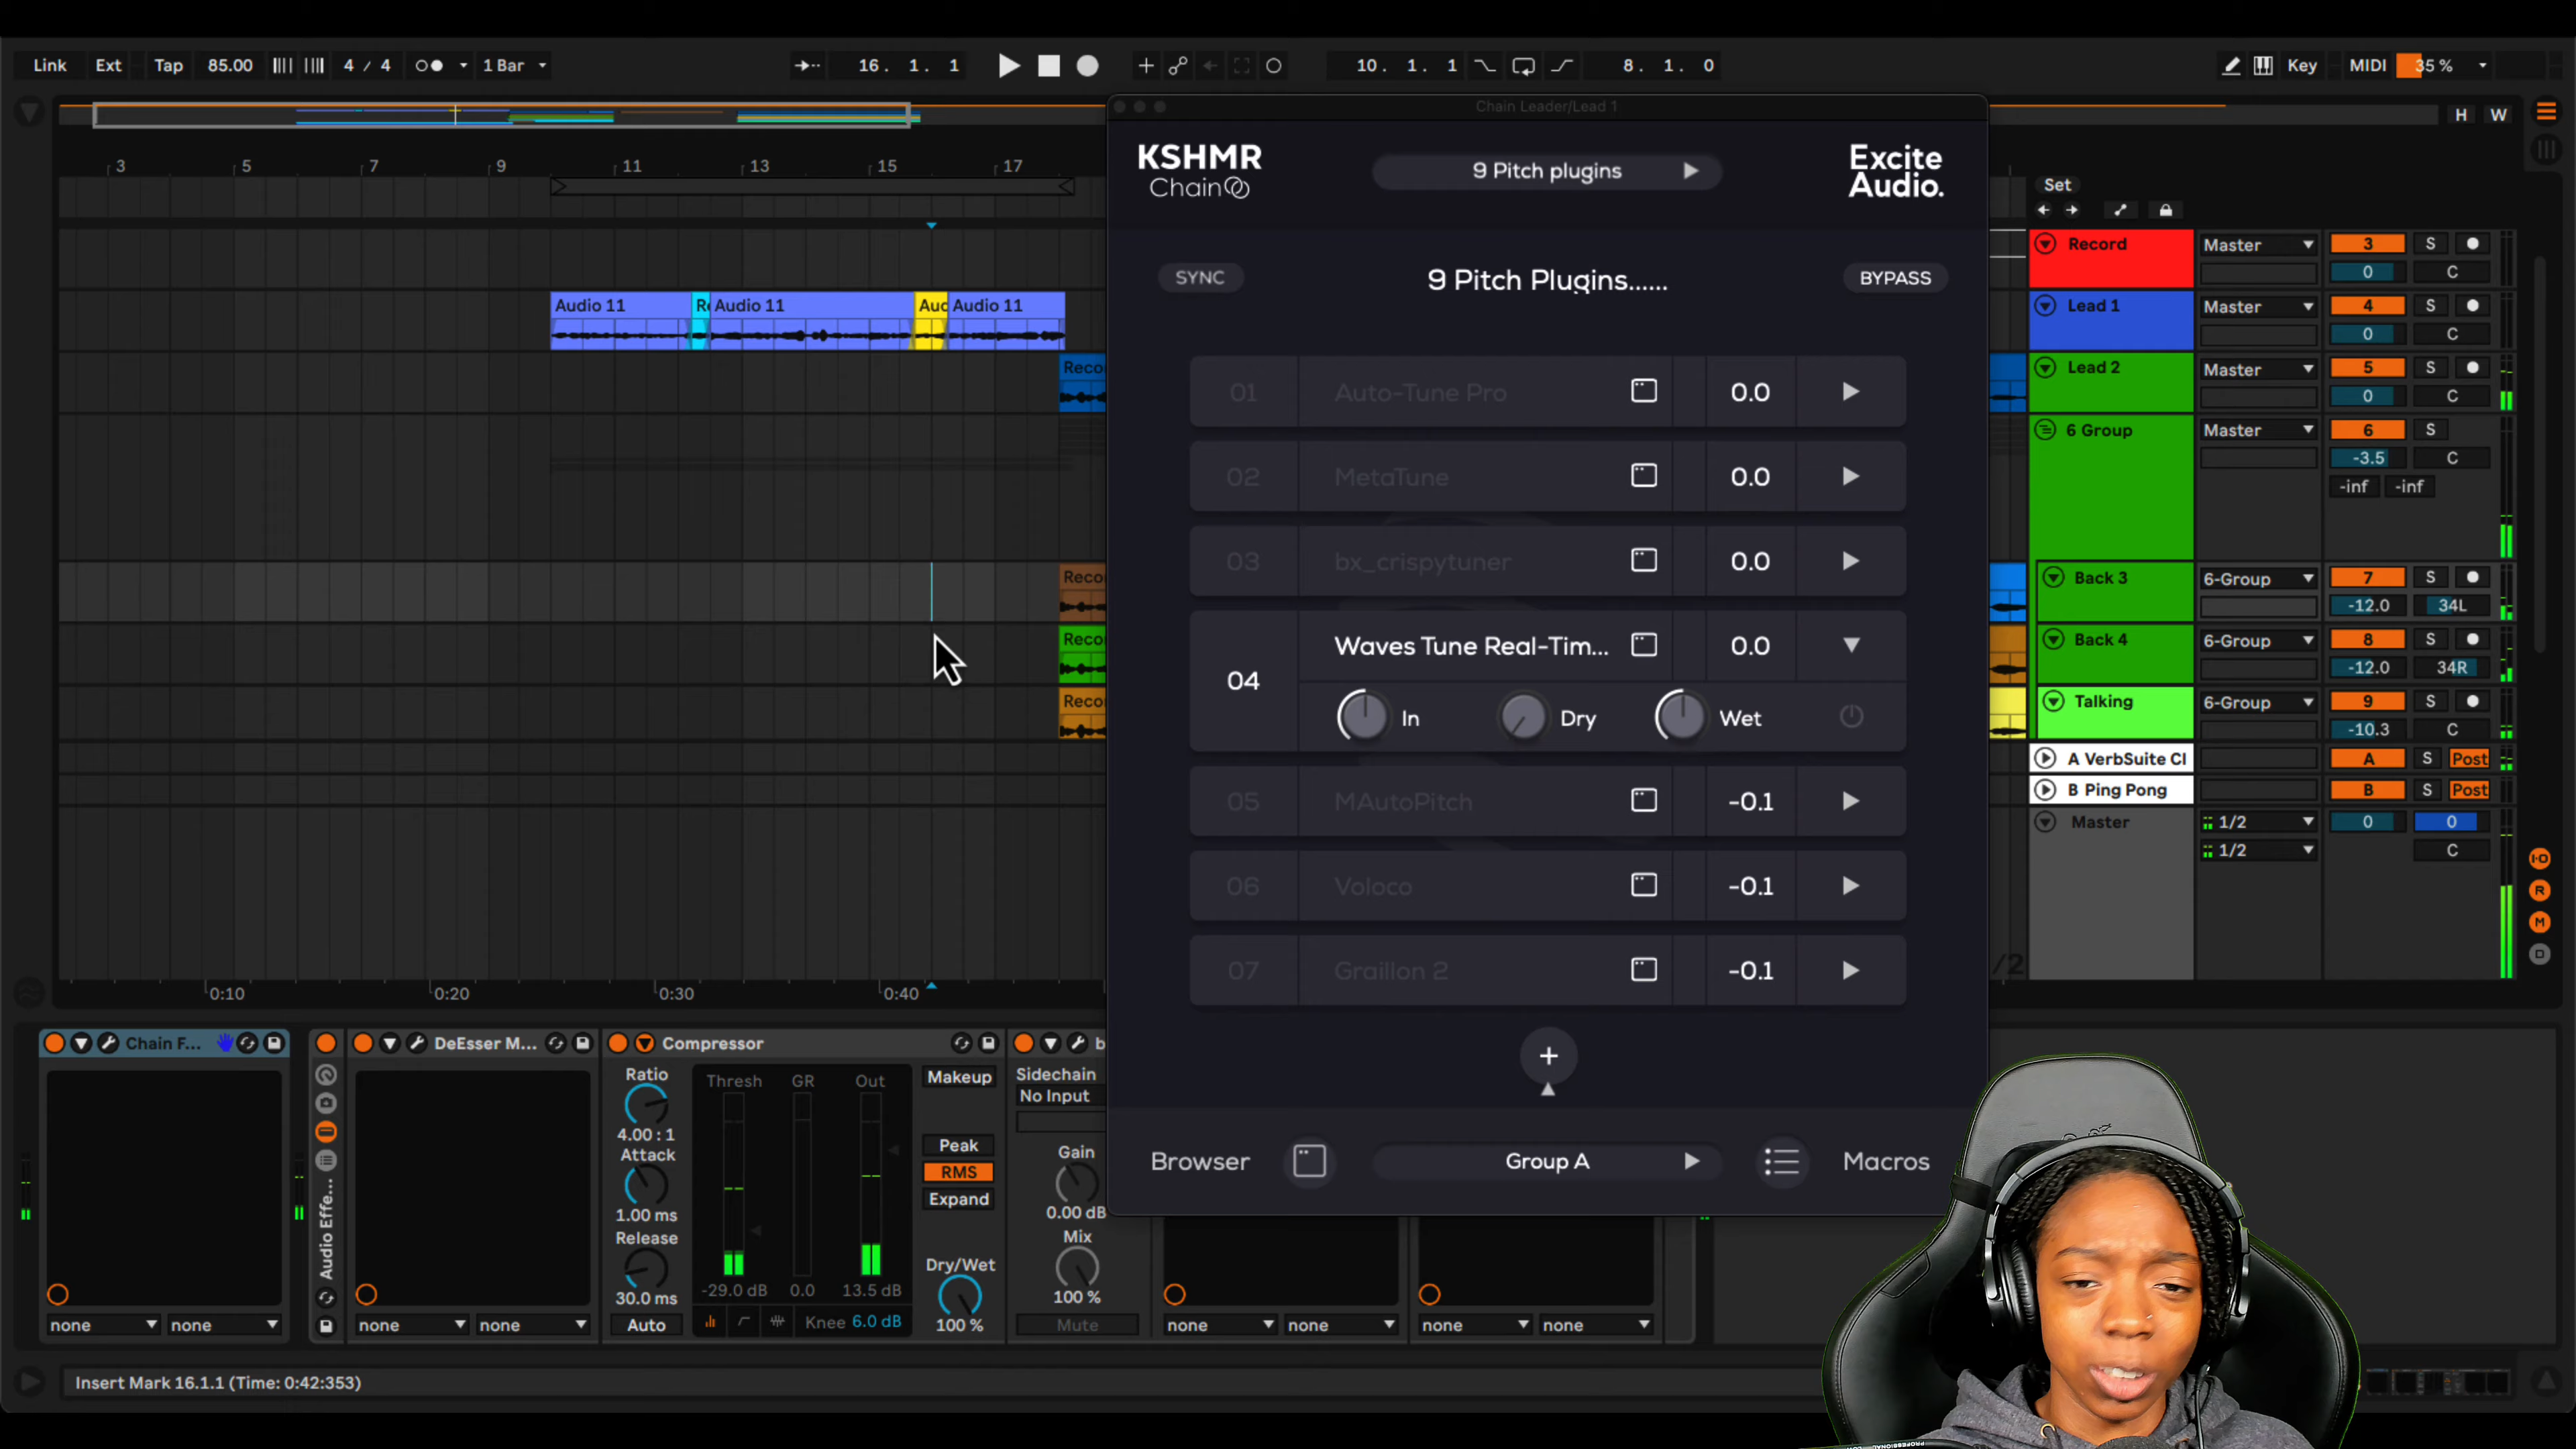 Link Ext Tap 85.00 4 / 4 1 Bar 16. 1. 1 10. 1. 1 8. 1. 0 Key MIDI 35 %
H W
Chain Leader/Lead 1
KSHMR
Chain
9 Pitch plugins
Excite
Audio.
3 5 7 9 11 13 15 17
Set
SYNC
9 Pitch Plugins......
BYPASS
Audio 11 Audio 11 Auc Audio 11
Reco
Reco
Reco
Reco
01 Auto-Tune Pro 0.0
02 MetaTune 0.0
03 bx_crispytuner 0.0
04 Waves Tune Real-Tim... 0.0
In Dry Wet
05 MAutoPitch -0.1
06 Voloco -0.1
07 Graillon 2 -0.1
+
Browser Group A Macros
Record Master 3 S
0 C
Lead 1 Master 4 S
0 C
Lead 2 Master 5 S
0 C
6 Group Master 6 S
-3.5 C
-inf -inf
Back 3 6-Group 7 S
-12.0 34L
Back 4 6-Group 8 S
-12.0 34R
Talking 6-Group 9 S
-10.3 C
A VerbSuite Cl A S Post
B Ping Pong B S Post
Master 1/2 0 0
1/2 C
I-O
R
M
D
/2
0:10 0:20 0:30 0:40
Chain F...
none none
Audio Effe...
DeEsser M...
none none
Compressor
Ratio
4.00 : 1
Attack
1.00 ms
Release
30.0 ms
Auto
Thresh GR Out
-29.0 dB 0.0 13.5 dB
Knee 6.0 dB
Makeup
Peak
RMS
Expand
Dry/Wet
100 %
b
Sidechain
No Input
Gain
0.00 dB
Mix
100 %
Mute
none none
none none
Insert Mark 16.1.1 (Time: 0:42:353)